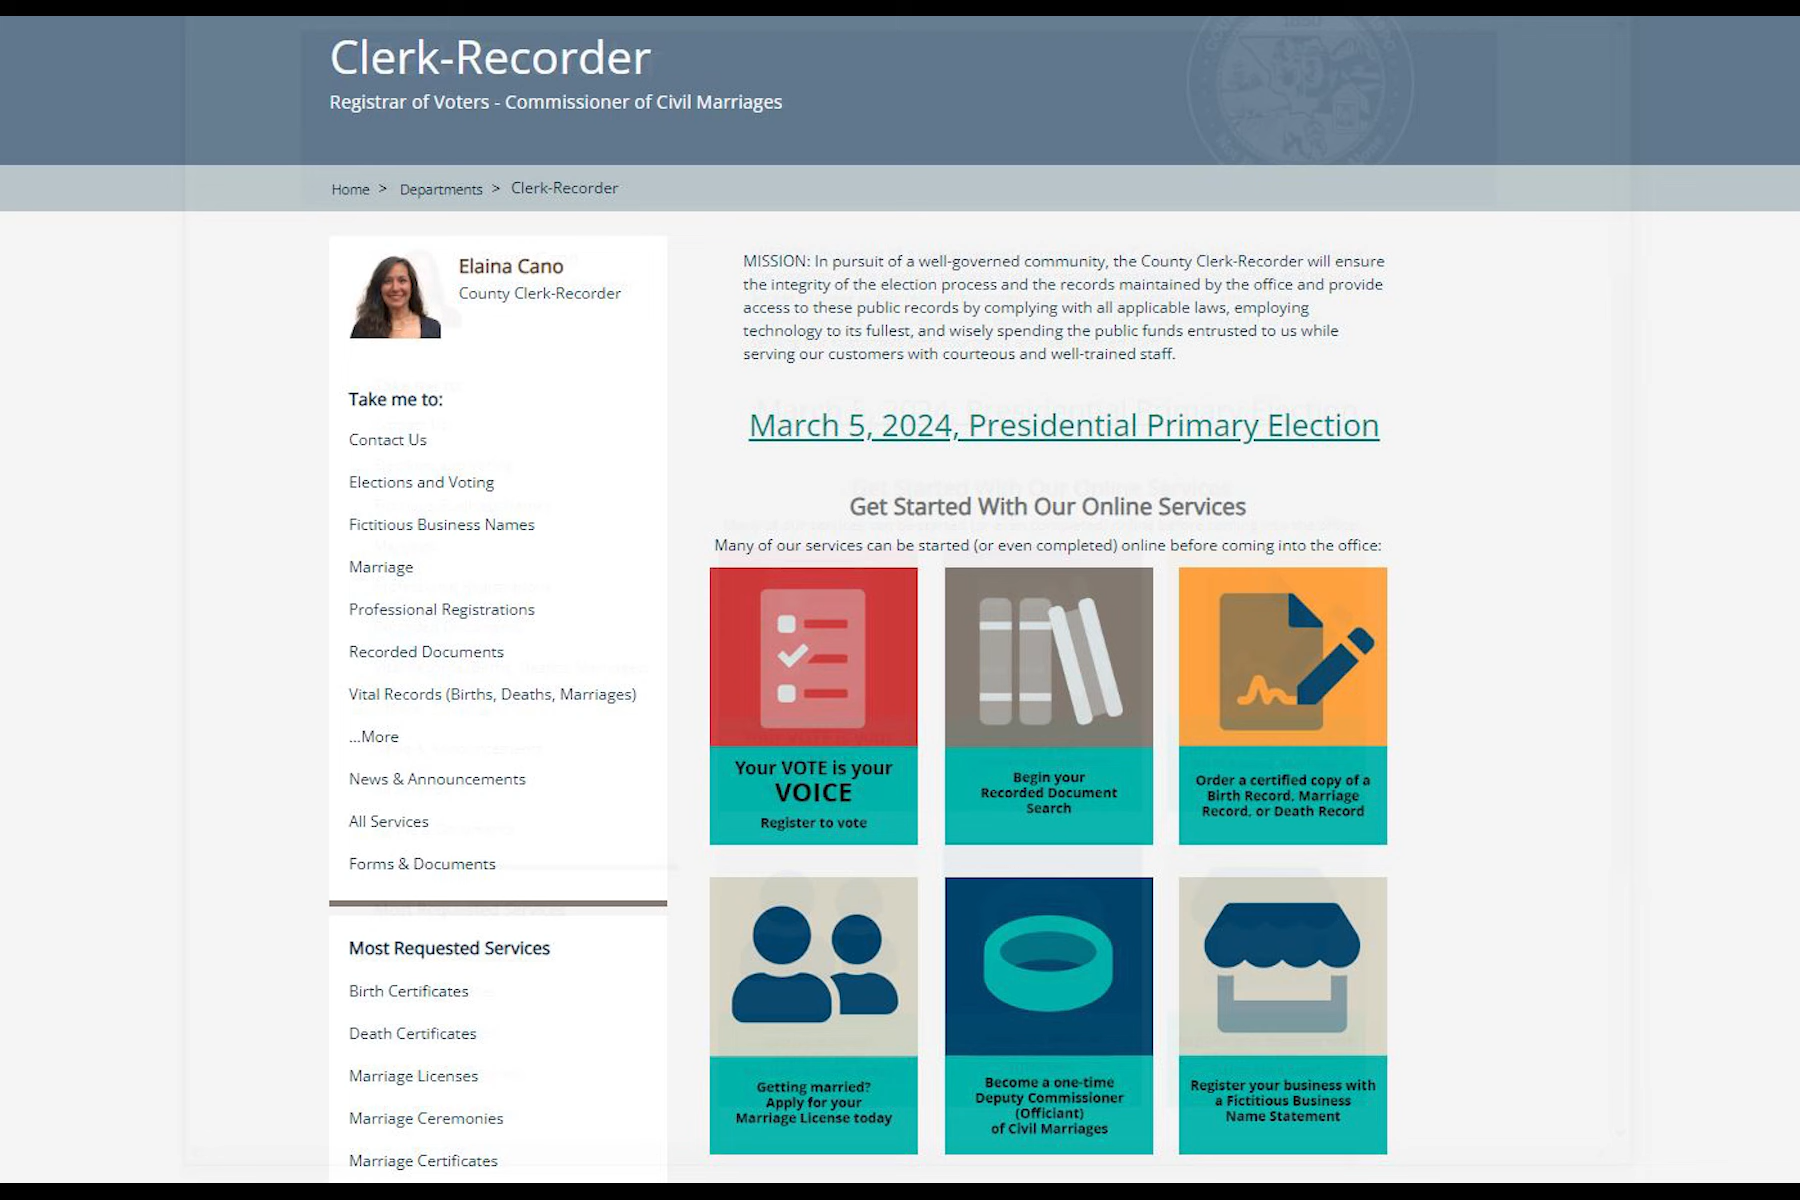 Clerk-Recorder
Registrar of Voters - Commissioner of Civil Marriages
Home > Departments > Clerk-Recorder
Elaina Cano
County Clerk-Recorder
Take me to:
Contact Us
Elections and Voting
Fictitious Business Names
Marriage
Professional Registrations
Recorded Documents
Vital Records (Births, Deaths, Marriages)
...More
News & Announcements
All Services
Forms & Documents
Most Requested Services
Birth Certificates
Death Certificates
Marriage Licenses
Marriage Ceremonies
Marriage Certificates
MISSION: In pursuit of a well-governed community, the County Clerk-Recorder will ensure
the integrity of the election process and the records maintained by the office and provide
access to these public records by complying with all applicable laws, employing
technology to its fullest, and wisely spending the public funds entrusted to us while
serving our customers with courteous and well-trained staff.
March 5, 2024, Presidential Primary Election
Get Started With Our Online Services
Many of our services can be started (or even completed) online before coming into the office:
Your VOTE is your
VOICE
Register to vote
Begin your
Recorded Document
Search
Order a certified copy of a
Birth Record, Marriage
Record, or Death Record
Getting married?
Apply for your
Marriage License today
Become a one-time
Deputy Commissioner
(Officiant)
of Civil Marriages
Register your business with
a Fictitious Business
Name Statement